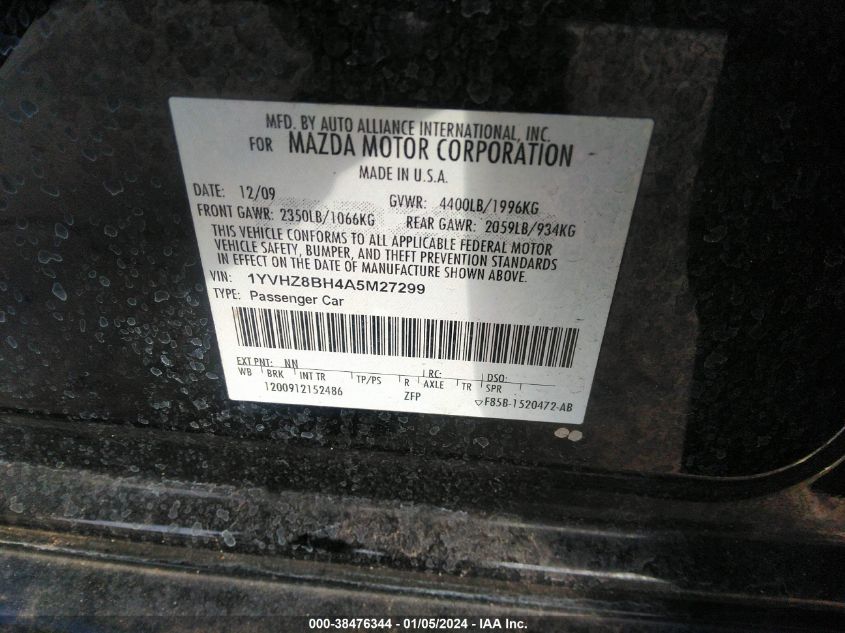 MFD. BY AUTO ALLIANCE INTERNATIONAL, INC.
FOR MAZDA MOTOR CORPORATION
MADE IN U.S.A.
DATE: 12/09 GVWR: 4400LB/1996KG
FRONT GAWR: 2350LB/1066KG REAR GAWR: 2059LB/934KG
THIS VEHICLE CONFORMS TO ALL APPLICABLE FEDERAL MOTOR
VEHICLE SAFETY, BUMPER, AND THEFT PREVENTION STANDARDS
IN EFFECT ON THE DATE OF MANUFACTURE SHOWN ABOVE.
VIN: 1YVHZ8BH4A5M27299
TYPE: Passenger Car
EXT PNT: NN RC: DSO:
WB BRK INT TR TP/PS R AXLE TR SPR
1200912152486 ZFP ▽F85B-1520472-AB
000-38476344 — 01/05/2024 — IAA Inc.